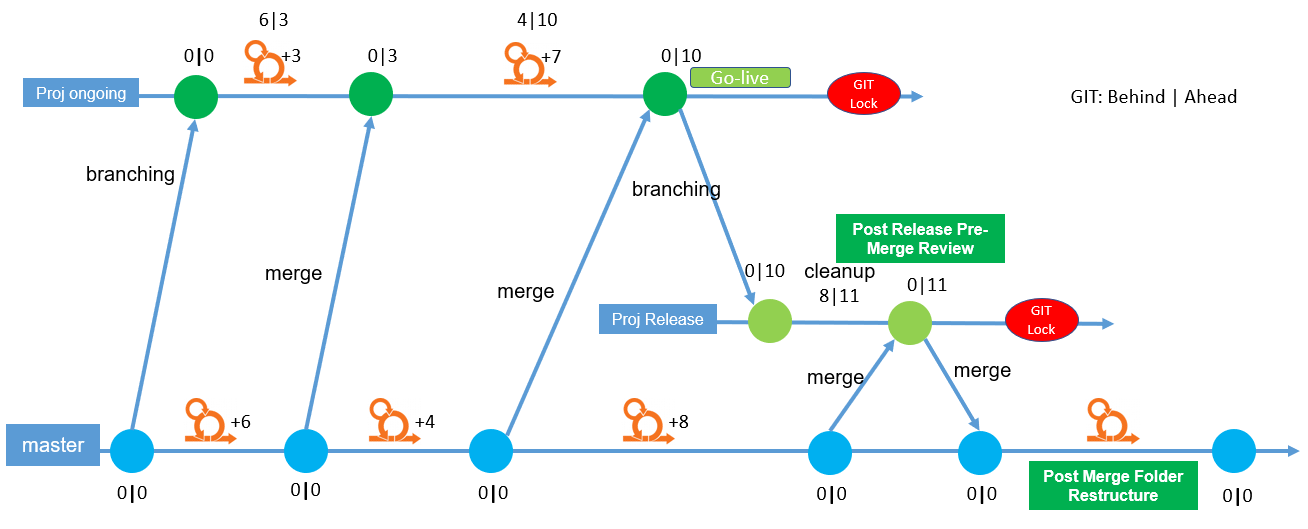 6|3
4|10
0|0
+3
0|3
+7
0|10
Go-live
Proj ongoing
GIT
Lock
GIT: Behind | Ahead
branching
branching
Post Release Pre-
Merge Review
merge
0|10
cleanup
8|11
0|11
merge
Proj Release
GIT
Lock
merge
merge
+6
+4
+8
master
0|0
0|0
0|0
0|0
0|0
Post Merge Folder
Restructure
0|0